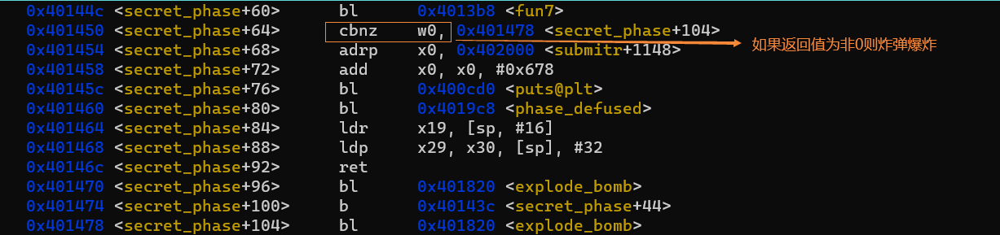 0x40144c <secret_phase+60> bl 0x4013b8 <fun7>
0x401450 <secret_phase+64> cbnz w0, 0x401478 <secret_phase+104>
0x401454 <secret_phase+68> adrp x0, 0x402000 <submitr+1148>
如果返回值为非0则炸弹爆炸
0x401458 <secret_phase+72> add x0, x0, #0x678
0x40145c <secret_phase+76> bl 0x400cd0 <puts@plt>
0x401460 <secret_phase+80> bl 0x4019c8 <phase_defused>
0x401464 <secret_phase+84> ldr x19, [sp, #16]
0x401468 <secret_phase+88> ldp x29, x30, [sp], #32
0x40146c <secret_phase+92> ret
0x401470 <secret_phase+96> bl 0x401820 <explode_bomb>
0x401474 <secret_phase+100> b 0x40143c <secret_phase+44>
0x401478 <secret_phase+104> bl 0x401820 <explode_bomb>